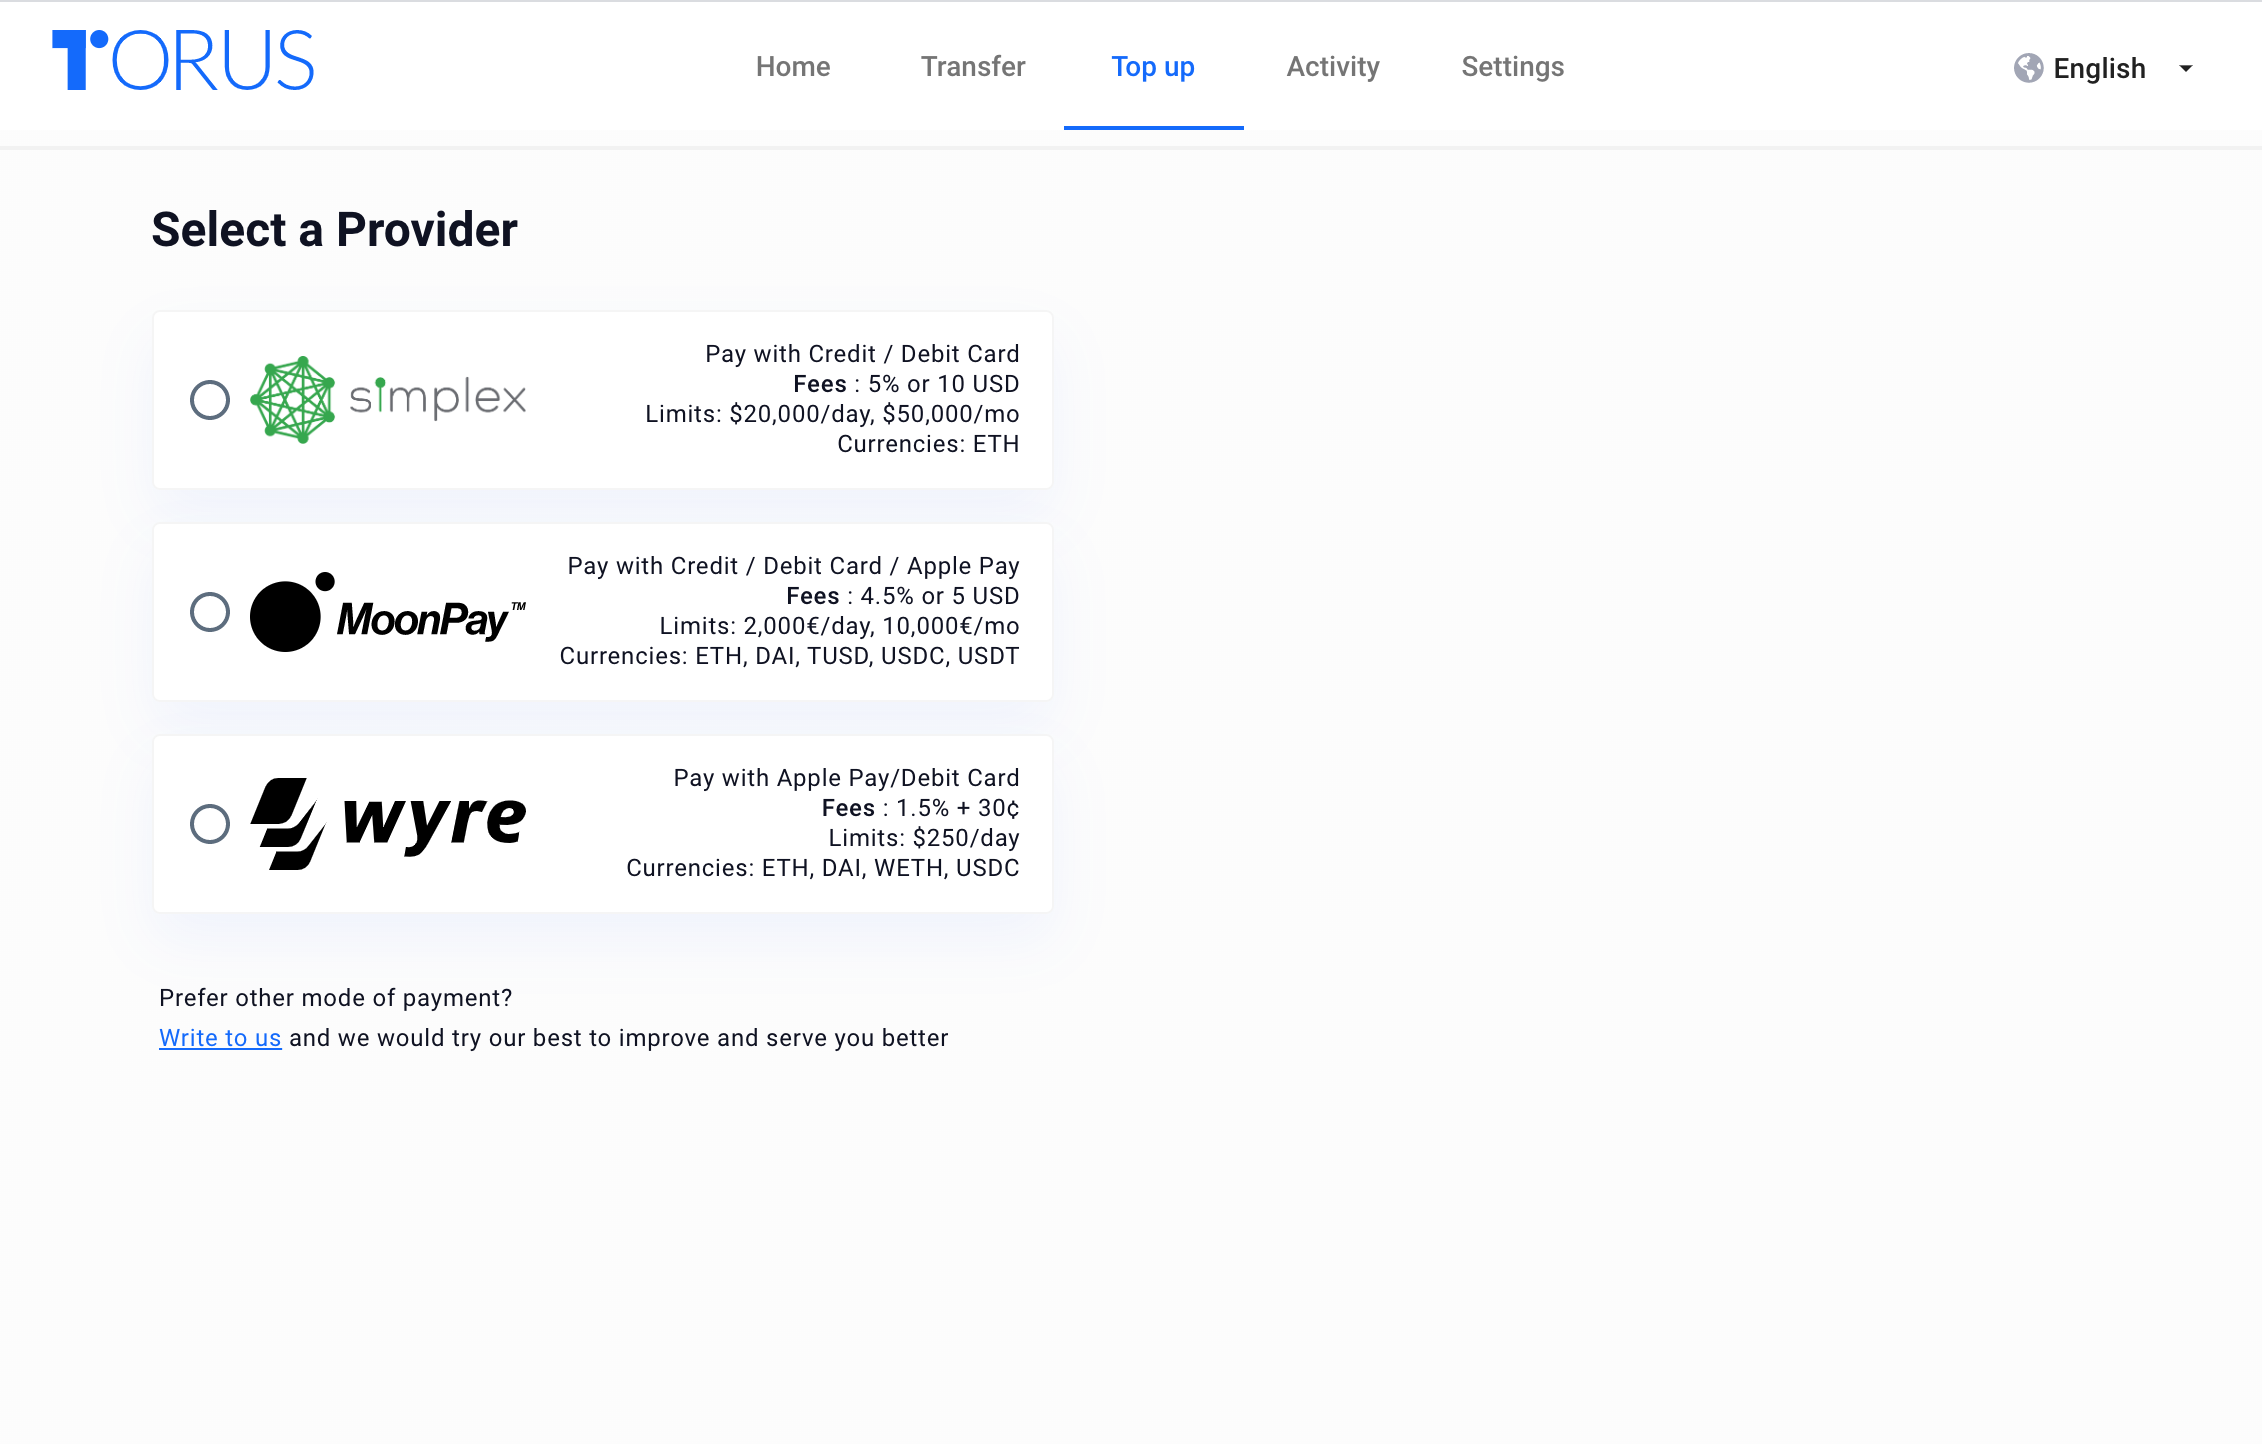 TORUS
Home Transfer Top up Activity Settings English
Select a Provider
simplex
Pay with Credit / Debit Card
Fees : 5% or 10 USD
Limits: $20,000/day, $50,000/mo
Currencies: ETH
MoonPay™
Pay with Credit / Debit Card / Apple Pay
Fees : 4.5% or 5 USD
Limits: 2,000€/day, 10,000€/mo
Currencies: ETH, DAI, TUSD, USDC, USDT
wyre
Pay with Apple Pay/Debit Card
Fees : 1.5% + 30¢
Limits: $250/day
Currencies: ETH, DAI, WETH, USDC
Prefer other mode of payment?
Write to us and we would try our best to improve and serve you better